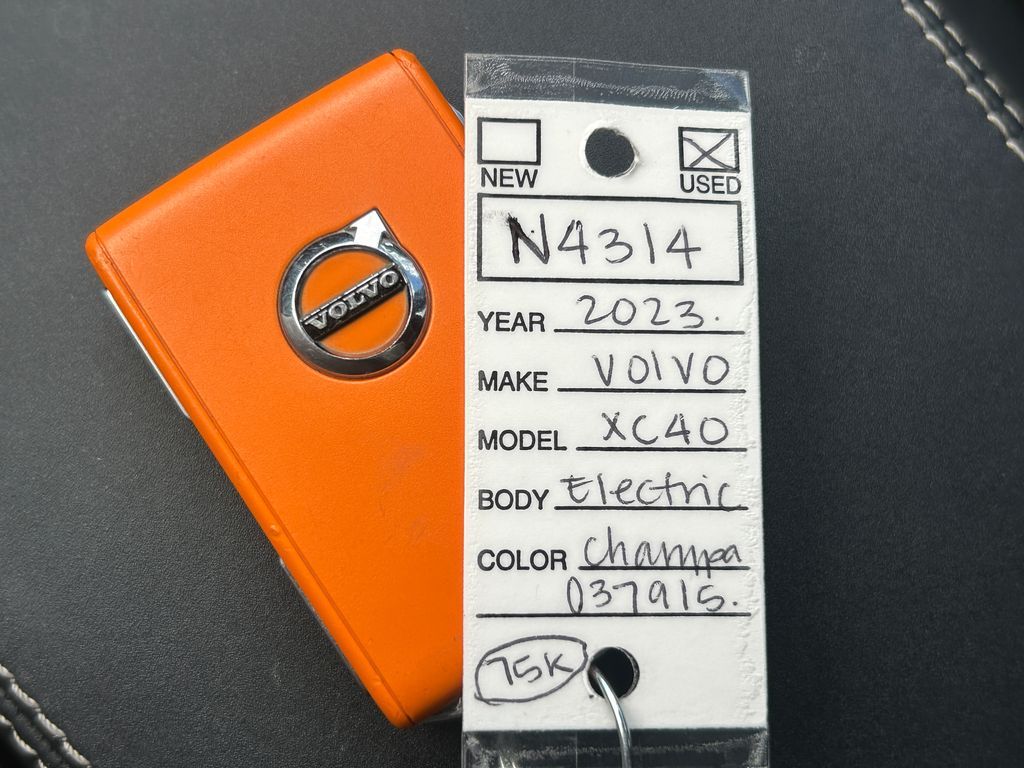 VOLVO
NEW USED
N4314
YEAR 2023.
MAKE VOLVO
MODEL XC40
BODY Electric
COLOR Champa
037915.
75K